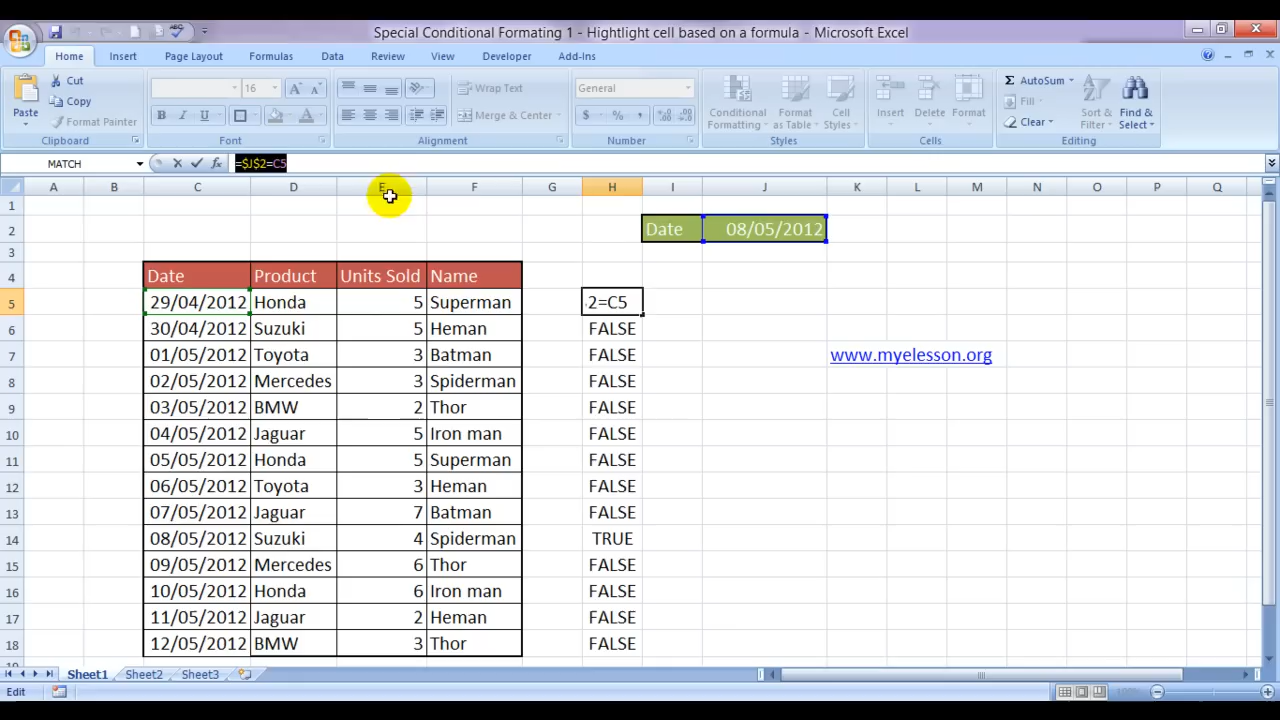 Special Conditional Formating 1 - Hightlight cell based on a formula - Microsoft Excel
Home Insert Page Layout Formulas Data Review View Developer Add-Ins
Paste
Cut
Copy
Format Painter
Clipboard
16 A A
B I U A
Font
Wrap Text
Merge & Center
Alignment
General
$ % ,
Number
Conditional Formatting
Format as Table
Cell Styles
Styles
Insert Delete Format
Cells
AutoSum
Fill
Clear
Sort & Filter
Find & Select
Editing
MATCH fx =$J$2=C5
A B C D E F G H I J K L M N O P Q
1
2 Date 08/05/2012
3
4 Date Product Units Sold Name
5 29/04/2012 Honda 5 Superman 2=C5
6 30/04/2012 Suzuki 5 Heman FALSE
7 01/05/2012 Toyota 3 Batman FALSE www.myelesson.org
8 02/05/2012 Mercedes 3 Spiderman FALSE
9 03/05/2012 BMW 2 Thor FALSE
10 04/05/2012 Jaguar 5 Iron man FALSE
11 05/05/2012 Honda 5 Superman FALSE
12 06/05/2012 Toyota 3 Heman FALSE
13 07/05/2012 Jaguar 7 Batman FALSE
14 08/05/2012 Suzuki 4 Spiderman TRUE
15 09/05/2012 Mercedes 6 Thor FALSE
16 10/05/2012 Honda 6 Iron man FALSE
17 11/05/2012 Jaguar 2 Heman FALSE
18 12/05/2012 BMW 3 Thor FALSE
Sheet1 Sheet2 Sheet3
Edit 100%